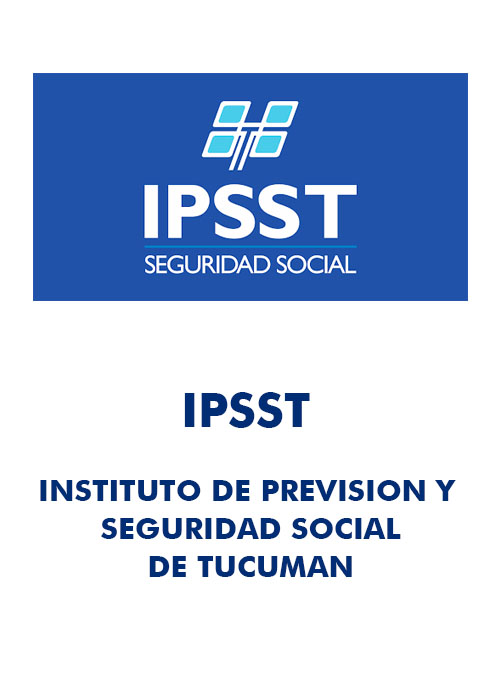 IPSST
SEGURIDAD SOCIAL
IPSST
INSTITUTO DE PREVISION Y
SEGURIDAD SOCIAL
DE TUCUMAN